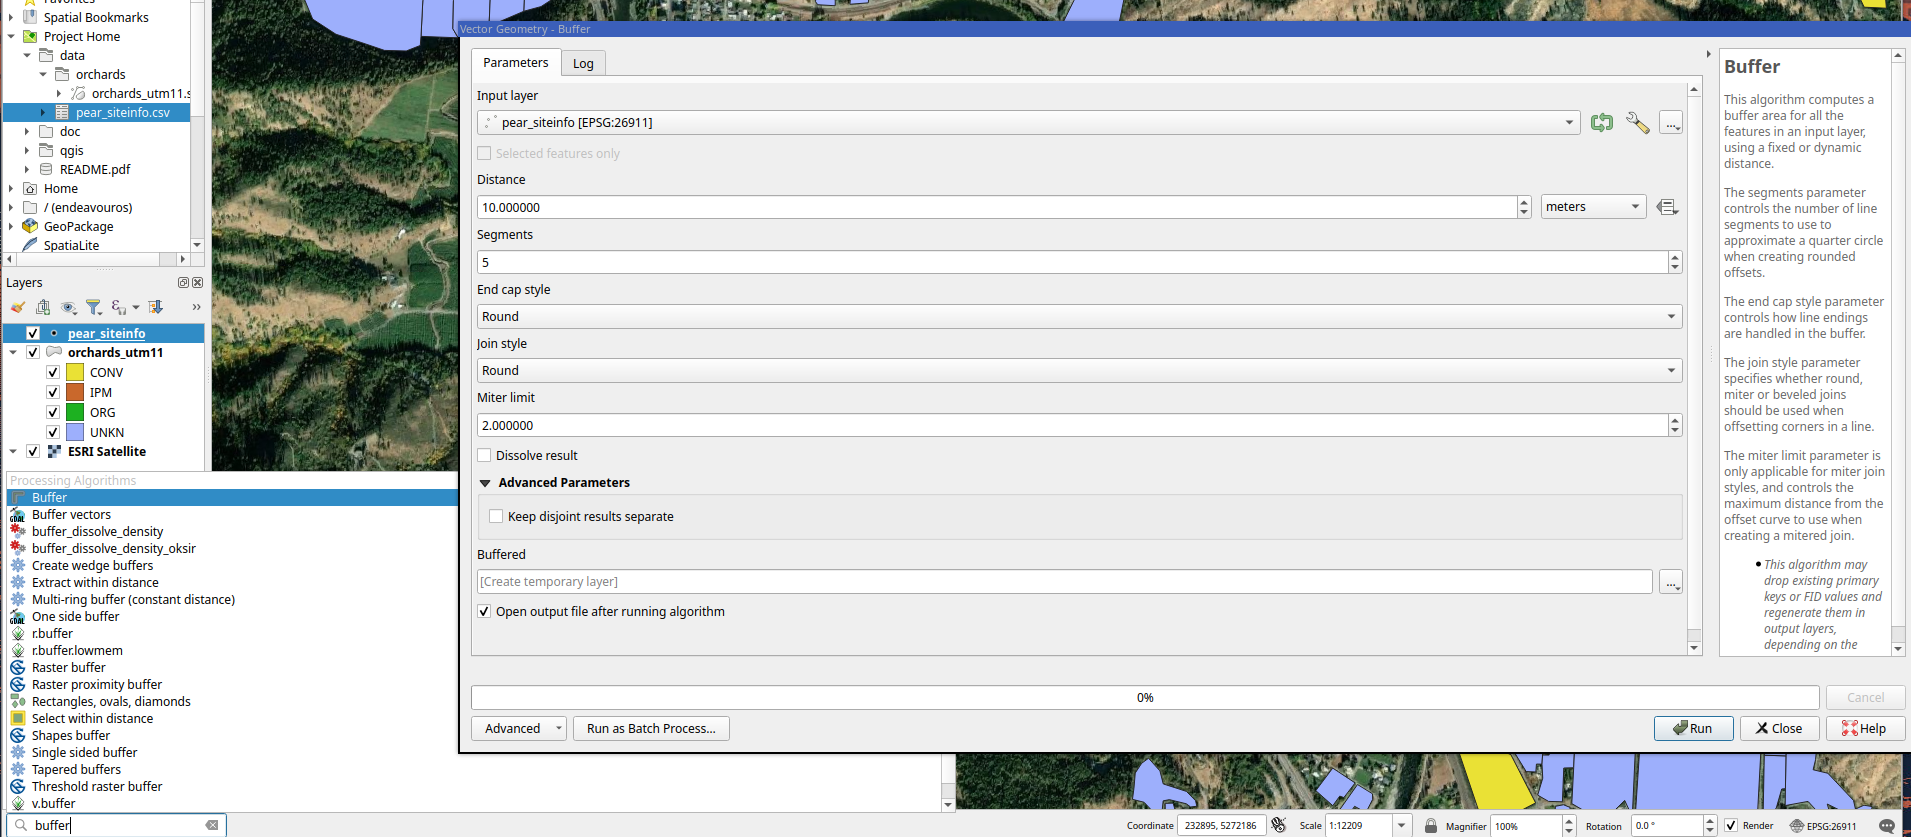 Favorites
Spatial Bookmarks
Project Home
data
orchards
orchards_utm11.s
pear_siteinfo.csv
doc
qgis
README.pdf
Home
/ (endeavouros)
GeoPackage
SpatiaLite
Layers
pear_siteinfo
orchards_utm11
CONV
IPM
ORG
UNKN
ESRI Satellite
Processing Algorithms
Buffer
Buffer vectors
buffer_dissolve_density
buffer_dissolve_density_oksir
Create wedge buffers
Extract within distance
Multi-ring buffer (constant distance)
One side buffer
r.buffer
r.buffer.lowmem
Raster buffer
Raster proximity buffer
Rectangles, ovals, diamonds
Select within distance
Shapes buffer
Single sided buffer
Tapered buffers
Threshold raster buffer
v.buffer
buffer
Vector Geometry - Buffer
Parameters
Log
Input layer
pear_siteinfo [EPSG:26911]
...
Selected features only
Distance
10.000000
meters
Segments
5
End cap style
Round
Join style
Round
Miter limit
2.000000
Dissolve result
Advanced Parameters
Keep disjoint results separate
Buffered
[Create temporary layer]
...
Open output file after running algorithm
0%
Cancel
Advanced
Run as Batch Process...
Run
Close
Help
Buffer
This algorithm computes a
buffer area for all the
features in an input layer,
using a fixed or dynamic
distance.
The segments parameter
controls the number of line
segments to use to
approximate a quarter circle
when creating rounded
offsets.
The end cap style parameter
controls how line endings
are handled in the buffer.
The join style parameter
specifies whether round,
miter or beveled joins
should be used when
offsetting corners in a line.
The miter limit parameter is
only applicable for miter join
styles, and controls the
maximum distance from the
offset curve to use when
creating a mitered join.
This algorithm may
drop existing primary
keys or FID values and
regenerate them in
output layers,
depending on the
Coordinate 232895, 5272186
Scale 1:12209
Magnifier 100%
Rotation 0.0 °
Render
EPSG:26911